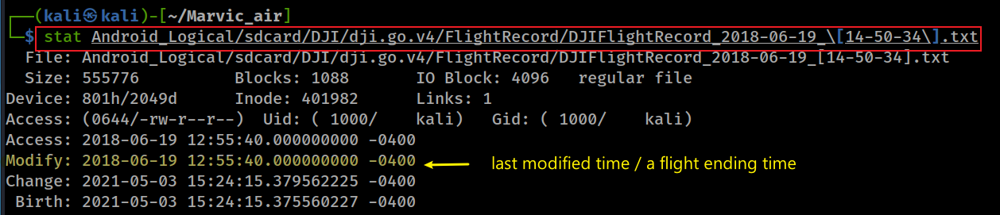 ┌──(kali㉿kali)-[~/Marvic_air]
└─$ stat Android_Logical/sdcard/DJI/dji.go.v4/FlightRecord/DJIFlightRecord_2018-06-19_\[14-50-34\].txt
File: Android_Logical/sdcard/DJI/dji.go.v4/FlightRecord/DJIFlightRecord_2018-06-19_[14-50-34].txt
Size: 555776 Blocks: 1088 IO Block: 4096 regular file
Device: 801h/2049d Inode: 401982 Links: 1
Access: (0644/-rw-r--r--) Uid: ( 1000/ kali) Gid: ( 1000/ kali)
Access: 2018-06-19 12:55:40.000000000 -0400
Modify: 2018-06-19 12:55:40.000000000 -0400 last modified time / a flight ending time
Change: 2021-05-03 15:24:15.379562225 -0400
Birth: 2021-05-03 15:24:15.375560227 -0400